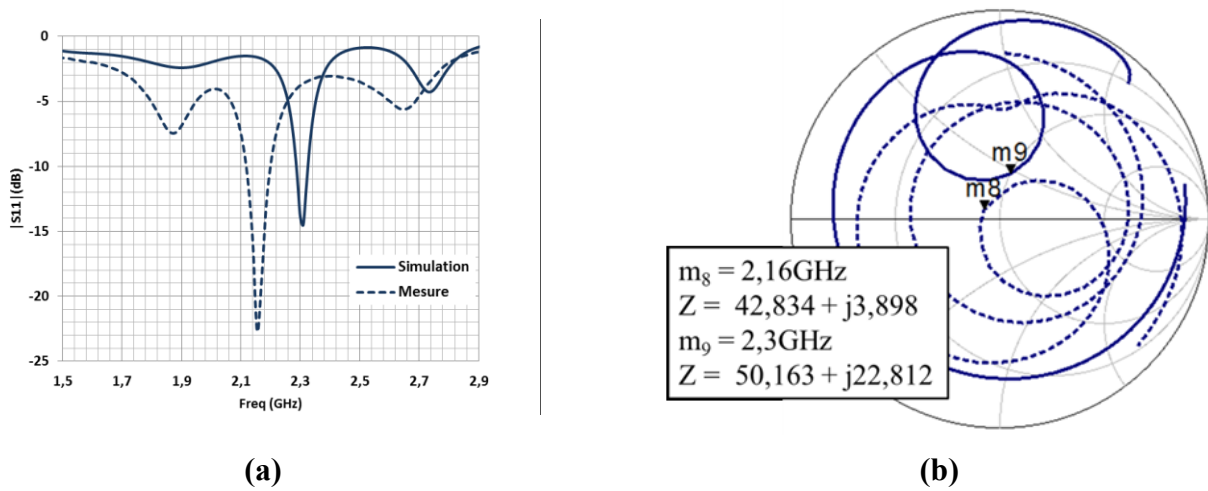 0
-5
-10
-15
-20
-25
|S11|(dB)
1,5 1,7 1,9 2,1 2,3 2,5 2,7 2,9
Freq (GHz)
Simulation
Mesure
(a)
m9
m8
m₈ = 2,16GHz
Z = 42,834 + j3,898
m₉ = 2,3GHz
Z = 50,163 + j22,812
(b)